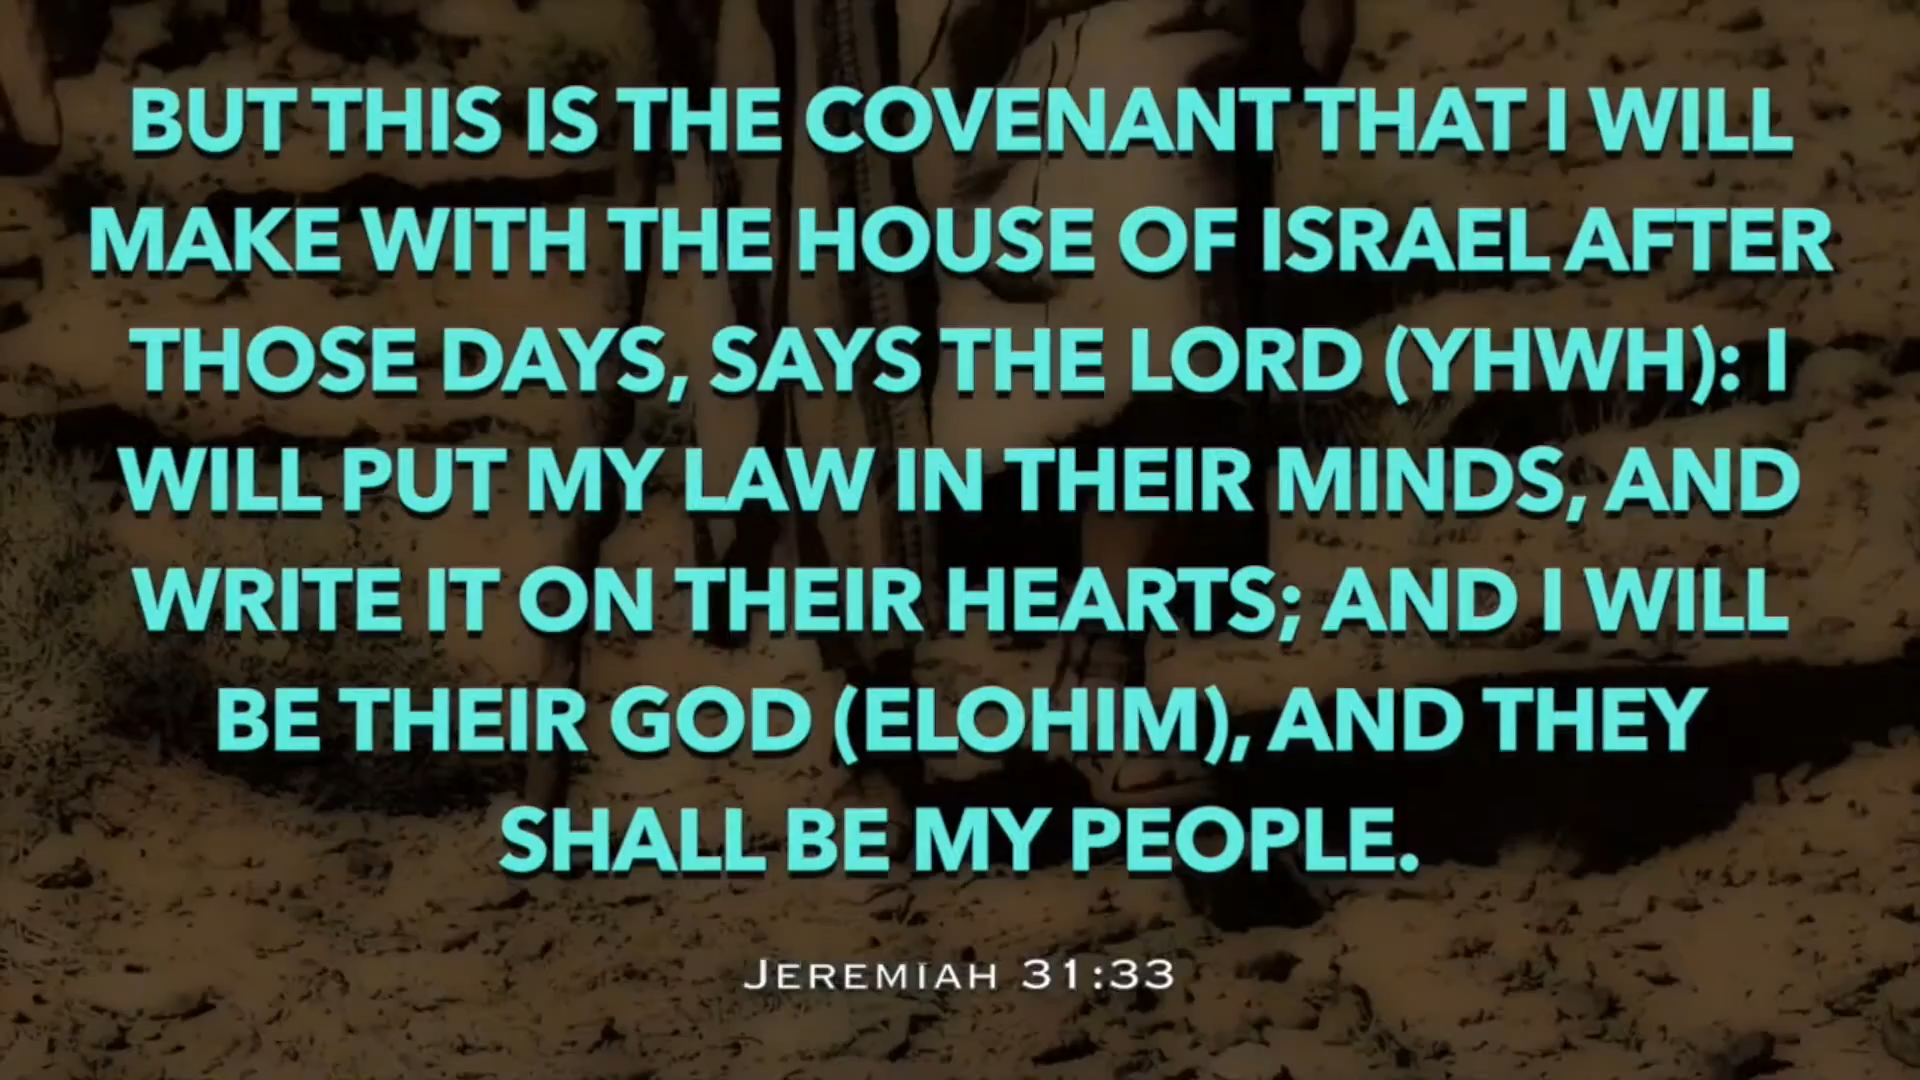 BUT THIS IS THE COVENANT THAT I WILL
MAKE WITH THE HOUSE OF ISRAEL AFTER
THOSE DAYS, SAYS THE LORD (YHWH): I
WILL PUT MY LAW IN THEIR MINDS, AND
WRITE IT ON THEIR HEARTS; AND I WILL
BE THEIR GOD (ELOHIM), AND THEY
SHALL BE MY PEOPLE.
JEREMIAH 31:33